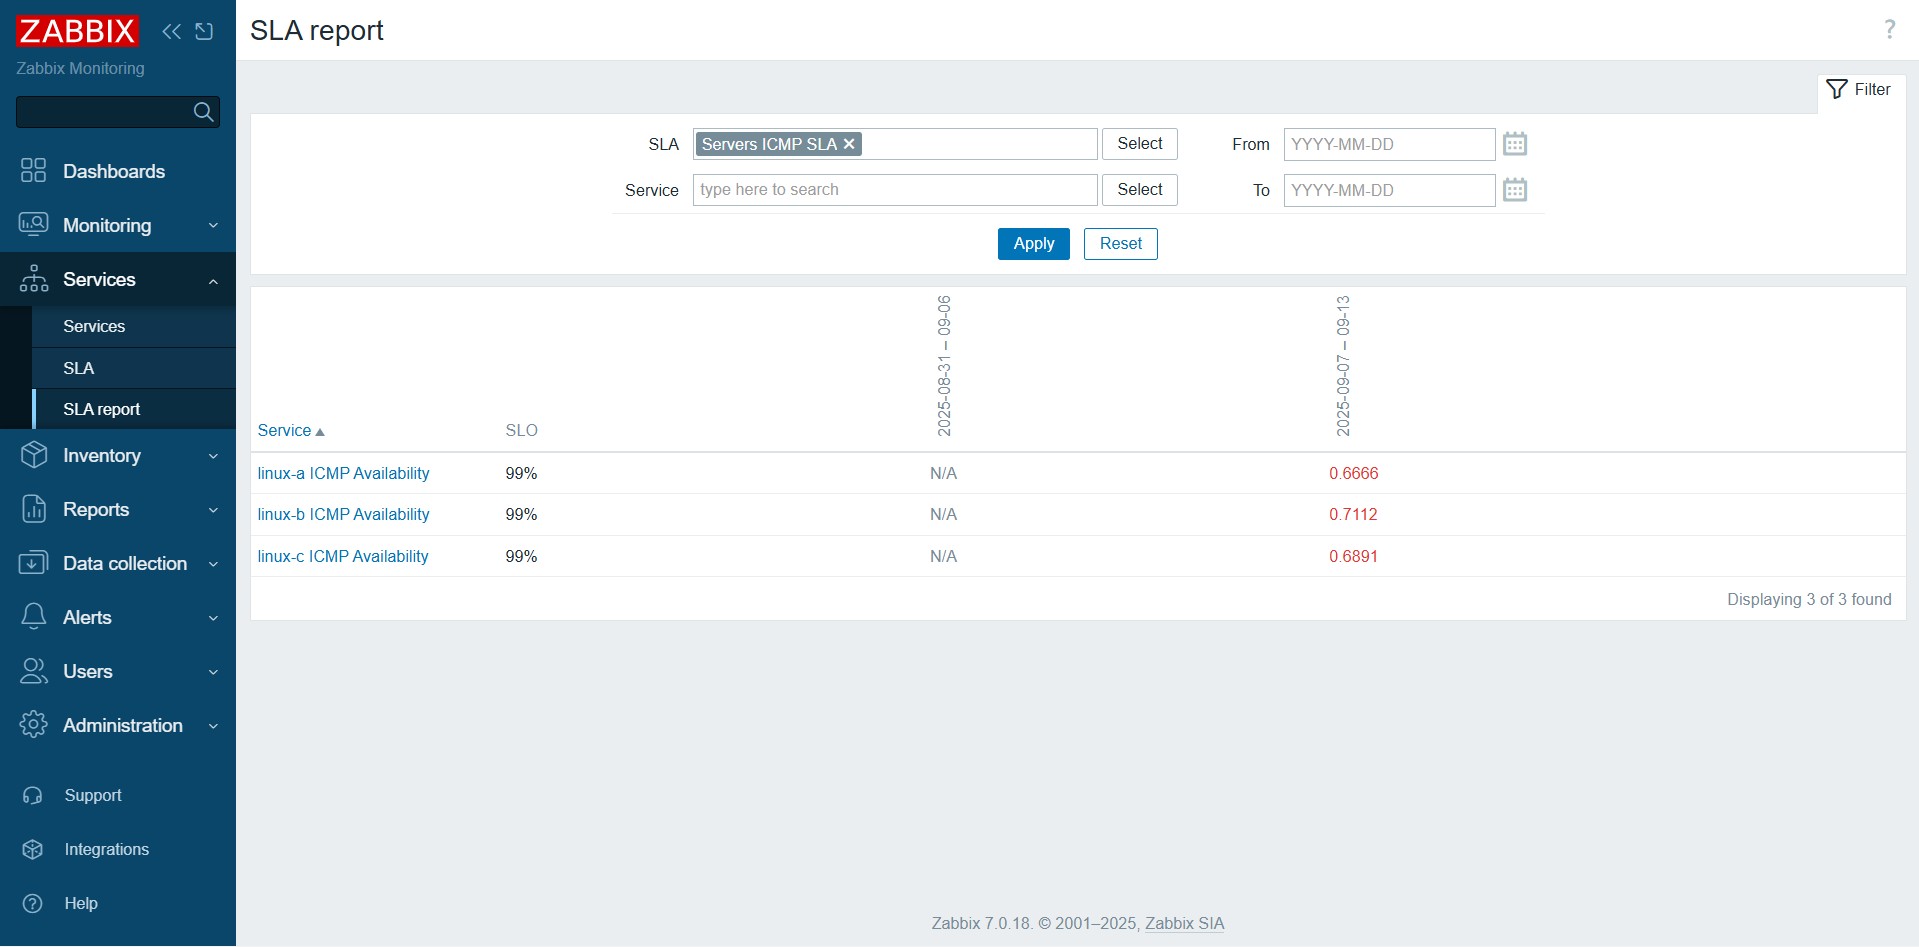 ZABBIX
Zabbix Monitoring
Dashboards
Monitoring
Services
Services
SLA
SLA report
Inventory
Reports
Data collection
Alerts
Users
Administration
Support
Integrations
Help
SLA report
?
Filter
SLA Servers ICMP SLA Select From YYYY-MM-DD
Service type here to search Select To YYYY-MM-DD
Apply Reset
Service ▲ SLO 2025-08-31 – 09-06 2025-09-07 – 09-13
linux-a ICMP Availability 99% N/A 0.6666
linux-b ICMP Availability 99% N/A 0.7112
linux-c ICMP Availability 99% N/A 0.6891
Displaying 3 of 3 found
Zabbix 7.0.18. © 2001–2025, Zabbix SIA